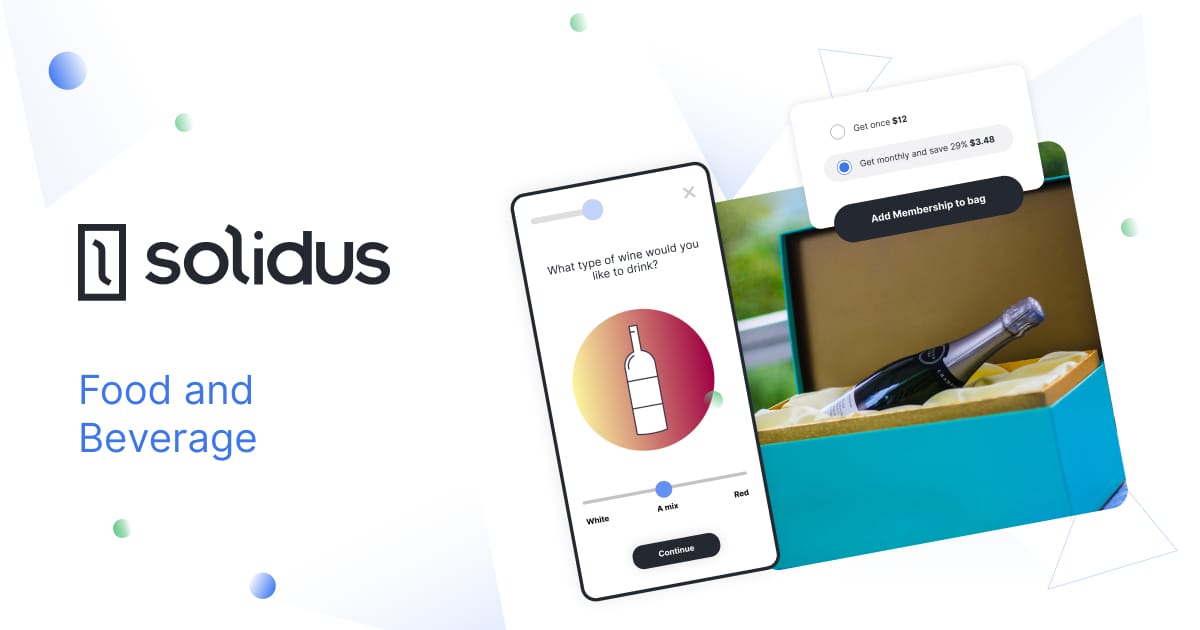 solidus
Food and
Beverage
Get once $12
Get monthly and save 29% $3.48
Add Membership to bag
What type of wine would you
like to drink?
White
A mix
Red
Continue